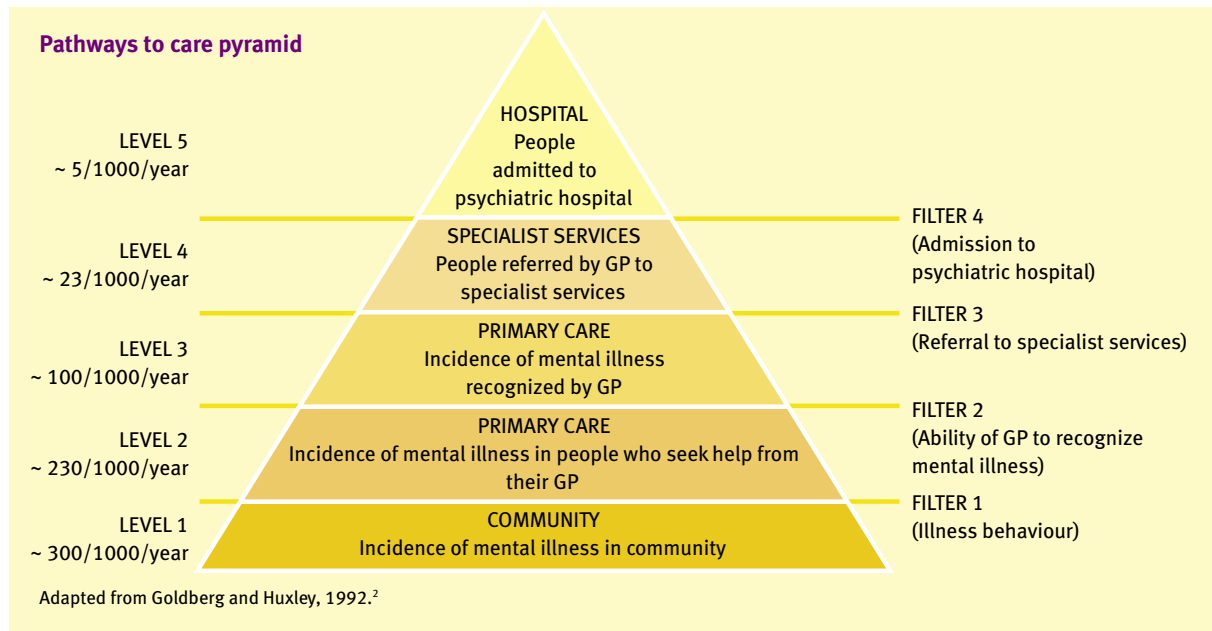 Pathways to care pyramid
LEVEL 5
~ 5/1000/year
HOSPITAL
People
admitted to
psychiatric hospital
FILTER 4
(Admission to
psychiatric hospital)
LEVEL 4
~ 23/1000/year
SPECIALIST SERVICES
People referred by GP to
specialist services
FILTER 3
(Referral to specialist services)
LEVEL 3
~ 100/1000/year
PRIMARY CARE
Incidence of mental illness
recognized by GP
FILTER 2
(Ability of GP to recognize
mental illness)
LEVEL 2
~ 230/1000/year
PRIMARY CARE
Incidence of mental illness in people who seek help from
their GP
FILTER 1
(Illness behaviour)
LEVEL 1
~ 300/1000/year
COMMUNITY
Incidence of mental illness in community
Adapted from Goldberg and Huxley, 1992.²